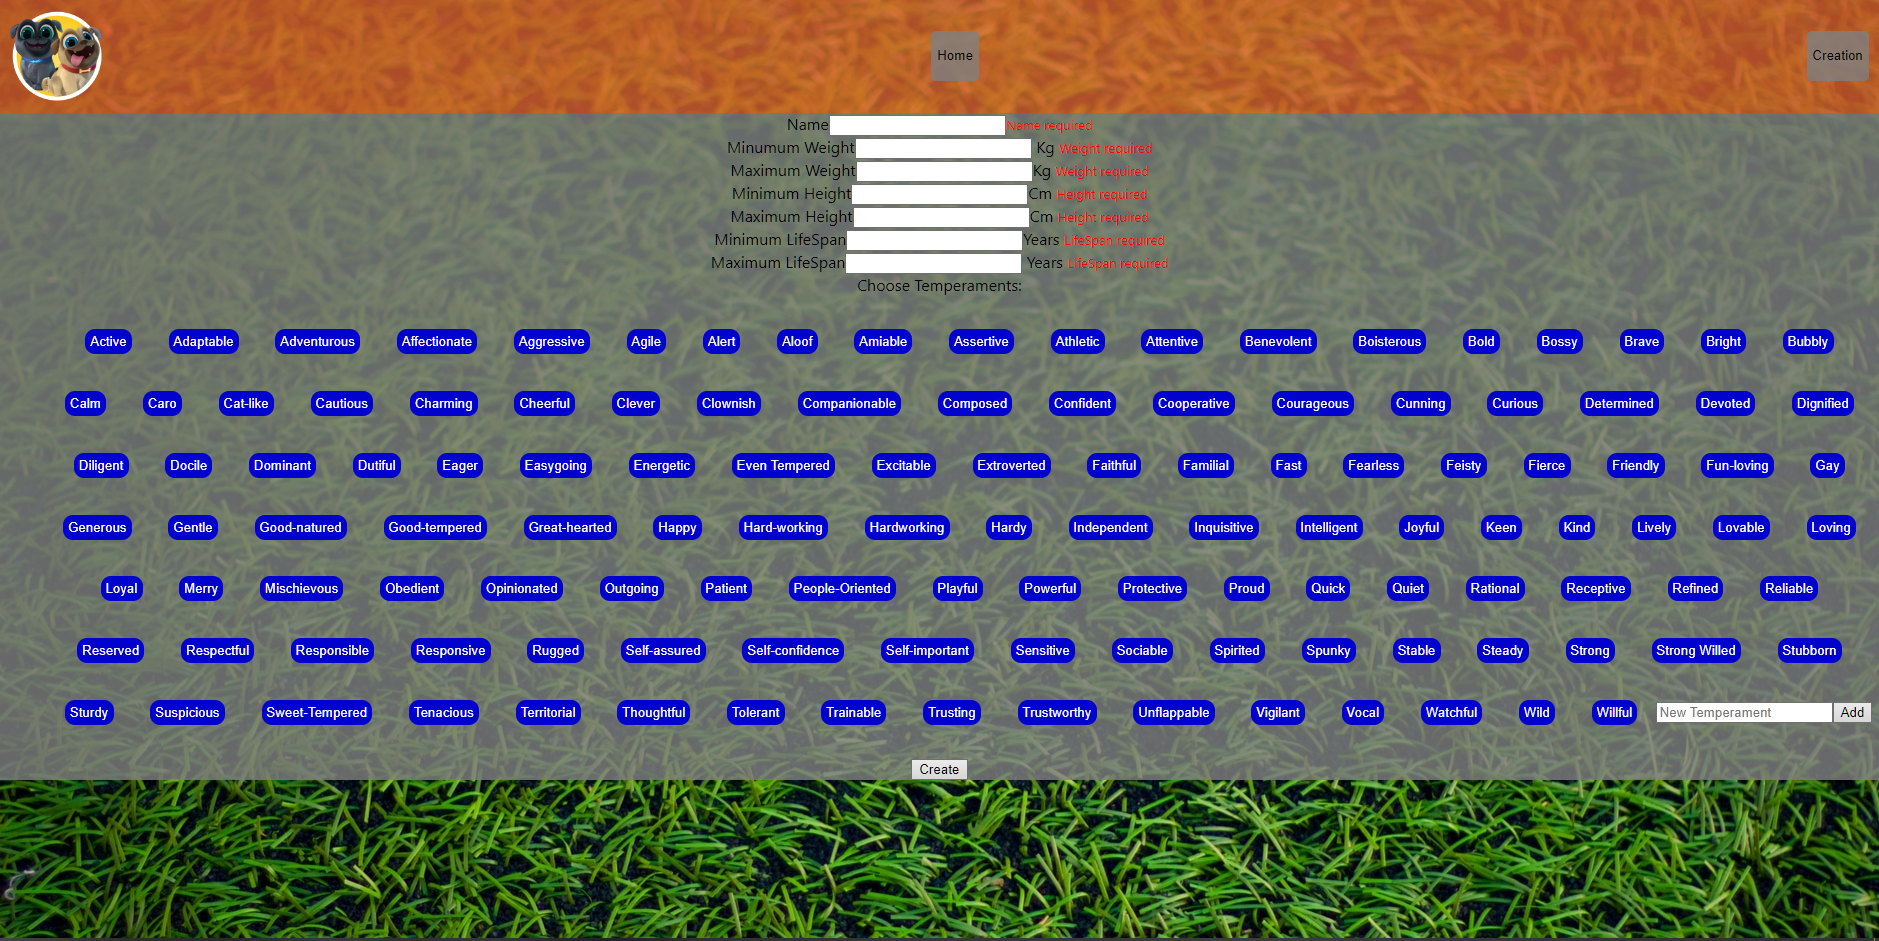 Home Creation
Name Name required
Minumum Weight Kg Weight required
Maximum Weight Kg Weight required
Minimum Height Cm Height required
Maximum Height Cm Height required
Minimum LifeSpan Years LifeSpan required
Maximum LifeSpan Years LifeSpan required
Choose Temperaments:
Active Adaptable Adventurous Affectionate Aggressive Agile Alert Aloof Amiable Assertive Athletic Attentive Benevolent Boisterous Bold Bossy Brave Bright Bubbly
Calm Caro Cat-like Cautious Charming Cheerful Clever Clownish Companionable Composed Confident Cooperative Courageous Cunning Curious Determined Devoted Dignified
Diligent Docile Dominant Dutiful Eager Easygoing Energetic Even Tempered Excitable Extroverted Faithful Familial Fast Fearless Feisty Fierce Friendly Fun-loving Gay
Generous Gentle Good-natured Good-tempered Great-hearted Happy Hard-working Hardworking Hardy Independent Inquisitive Intelligent Joyful Keen Kind Lively Lovable Loving
Loyal Merry Mischievous Obedient Opinionated Outgoing Patient People-Oriented Playful Powerful Protective Proud Quick Quiet Rational Receptive Refined Reliable
Reserved Respectful Responsible Responsive Rugged Self-assured Self-confidence Self-important Sensitive Sociable Spirited Spunky Stable Steady Strong Strong Willed Stubborn
Sturdy Suspicious Sweet-Tempered Tenacious Territorial Thoughtful Tolerant Trainable Trusting Trustworthy Unflappable Vigilant Vocal Watchful Wild Willful New Temperament Add
Create